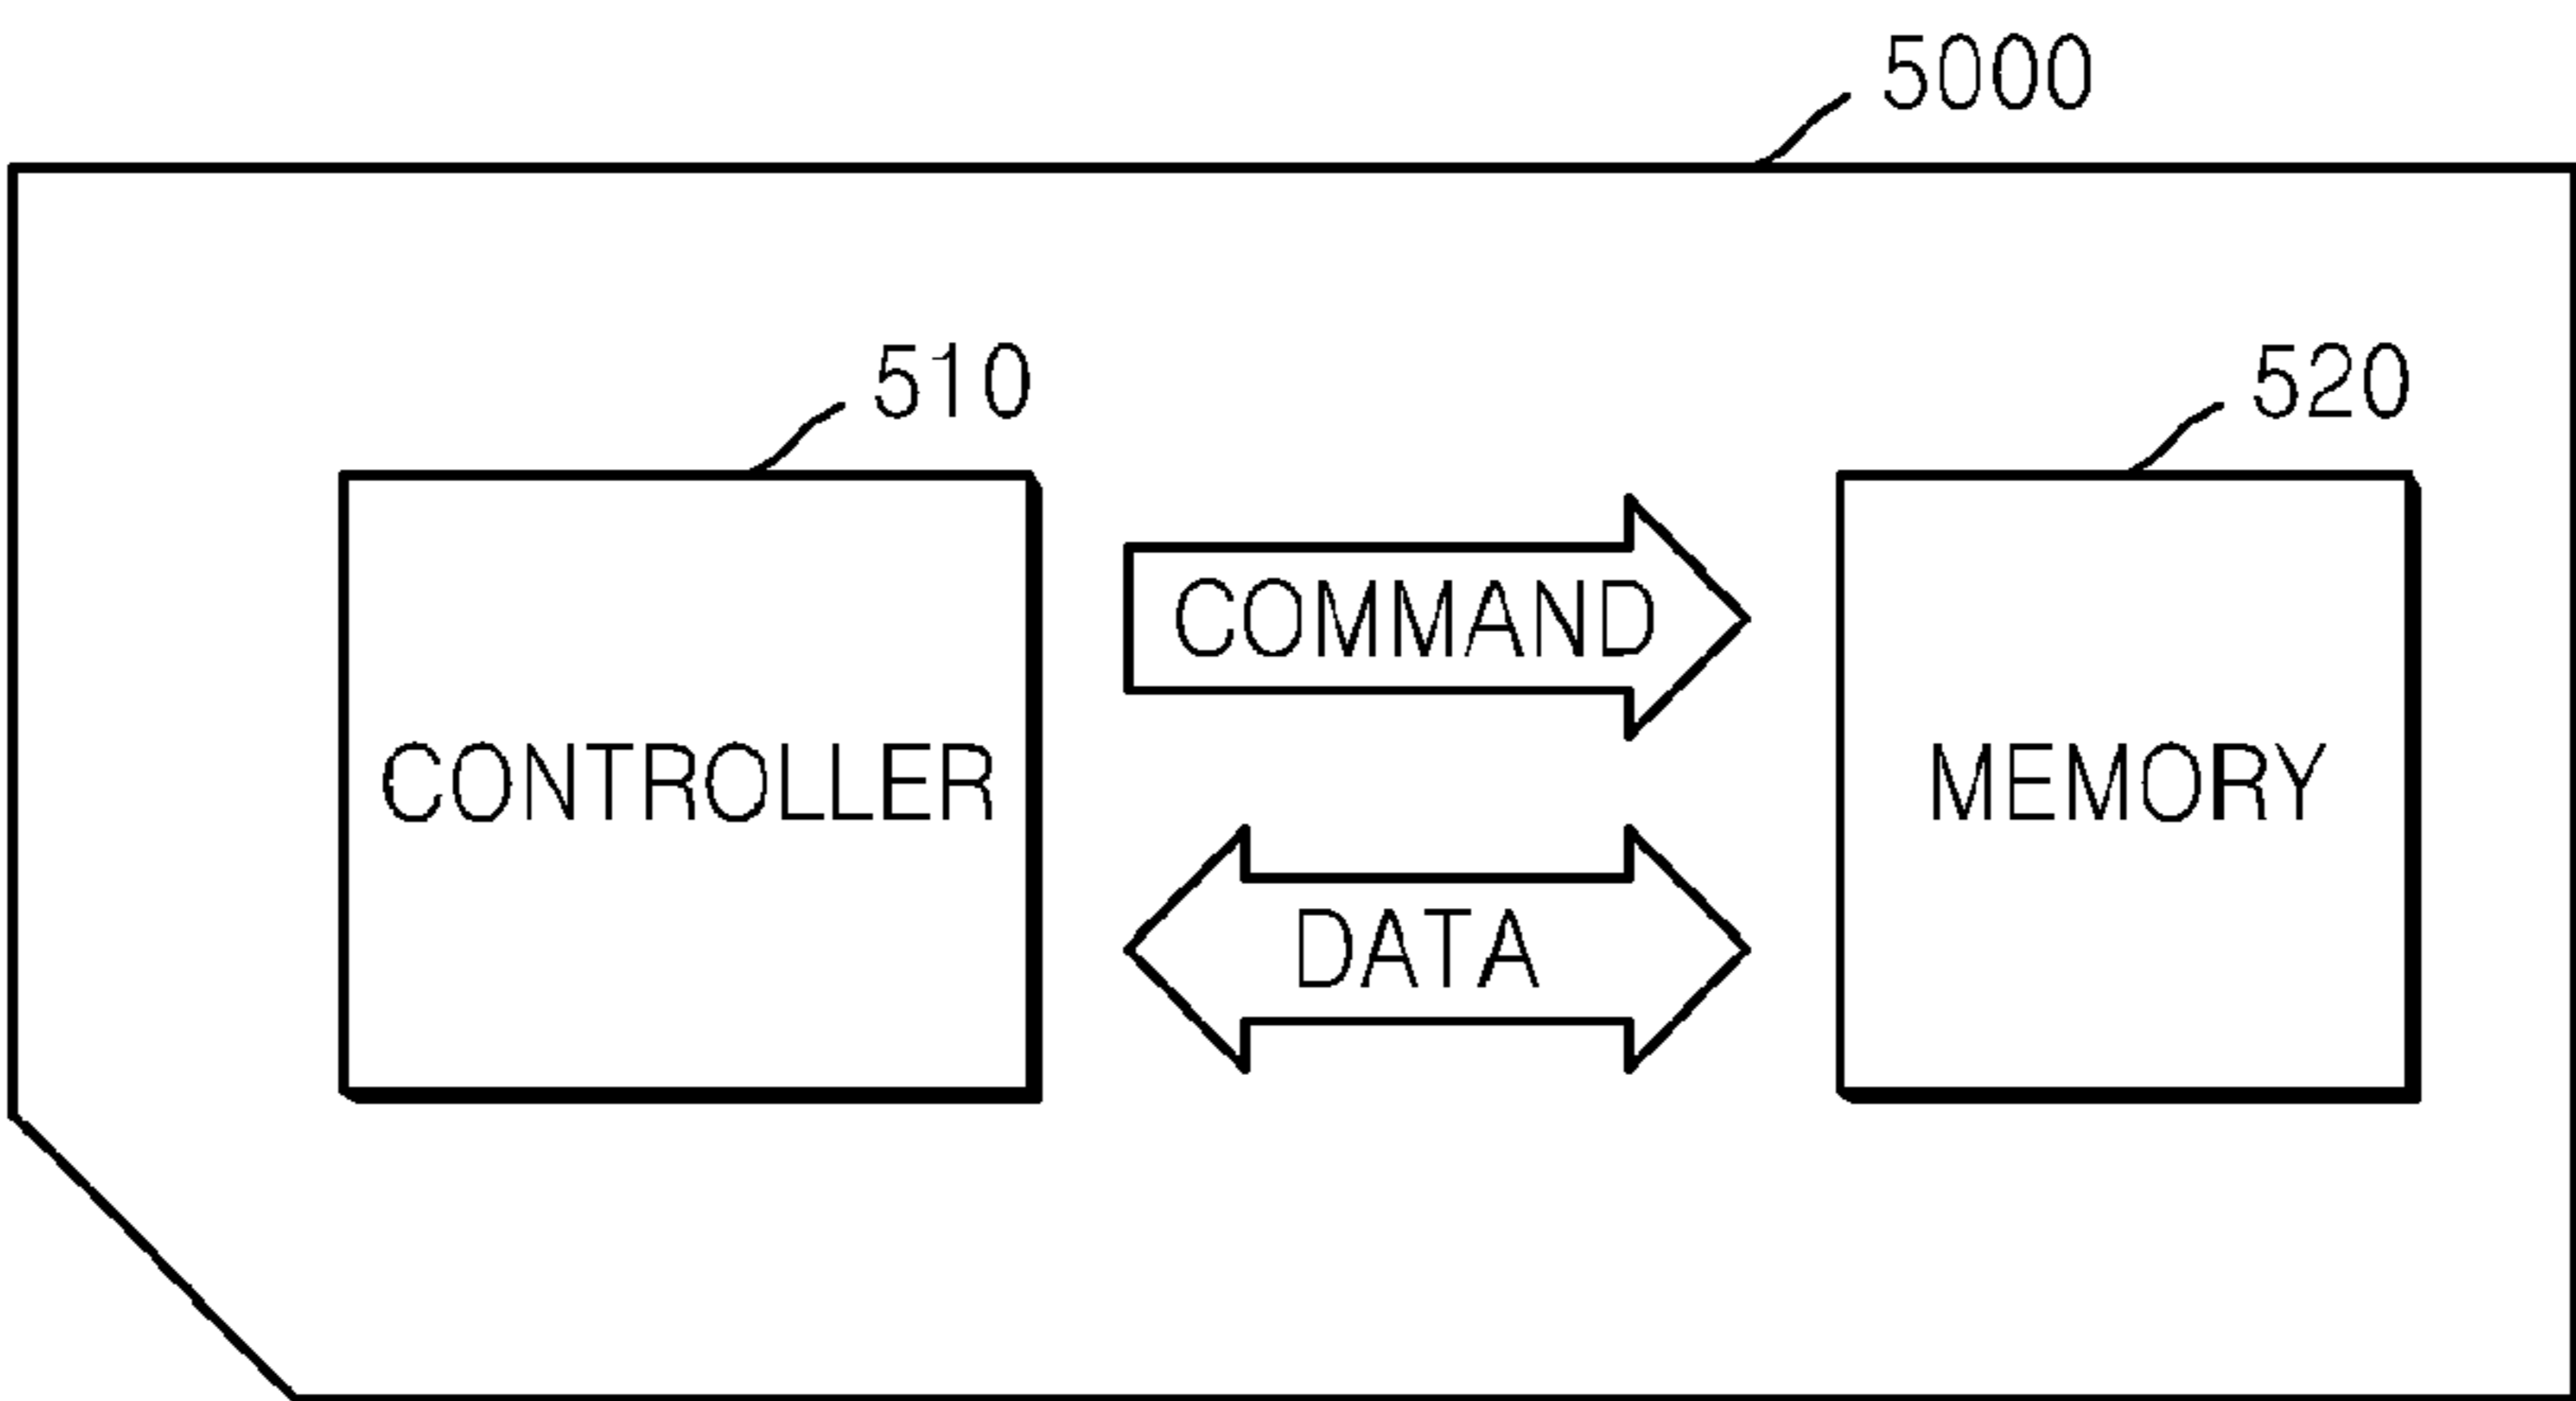 5000
510
520
COMMAND
CONTROLLER
MEMORY
DATA